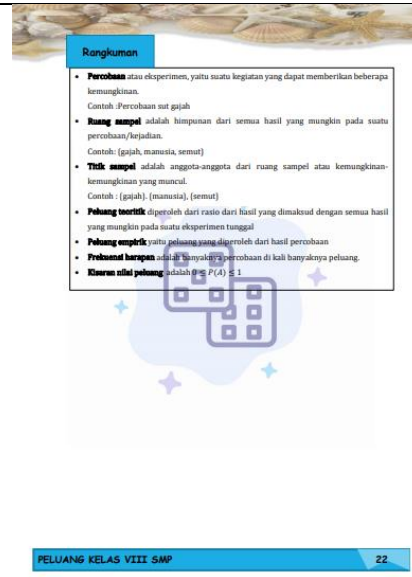 Rangkuman
• Percobaan atau eksperimen, yaitu suatu kegiatan yang dapat memberikan beberapa
kemungkinan.
Contoh :Percobaan sut gajah
• Ruang sampel adalah himpunan dari semua hasil yang mungkin pada suatu
percobaan/kejadian.
Contoh: (gajah, manusia, semut)
• Titik sampel adalah anggota-anggota dari ruang sampel atau kemungkinan-
kemungkinan yang muncul.
Contoh : (gajah). (manusia), (semut)
• Peluang teoritik diperoleh dari rasio dari hasil yang dimaksud dengan semua hasil
yang mungkin pada suatu eksperimen tunggal
• Peluang empirik yaitu peluang yang diperoleh dari hasil percobaan
• Frekuensi harapan adalah banyaknya percobaan di kali banyaknya peluang.
• Kisaran nilai peluang adalah 0 ≤ P(A) ≤ 1
PELUANG KELAS VIII SMP 22